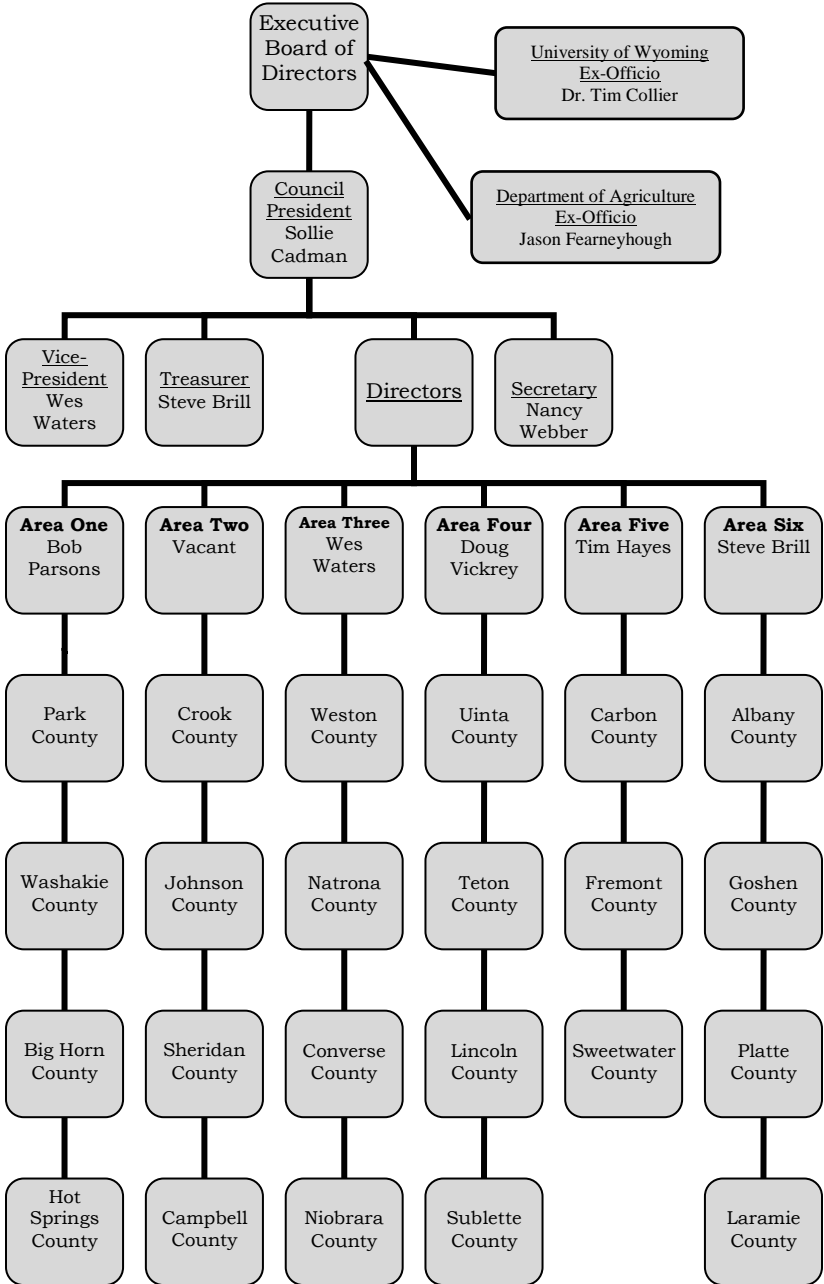 Executive
Board of
Directors
University of Wyoming
Ex-Officio
Dr. Tim Collier
Council
President
Sollie
Cadman
Department of Agriculture
Ex-Officio
Jason Fearneyhough
Vice-
President
Wes
Waters
Treasurer
Steve Brill
Directors
Secretary
Nancy
Webber
Area One
Bob
Parsons
Area Two
Vacant
Area Three
Wes
Waters
Area Four
Doug
Vickrey
Area Five
Tim Hayes
Area Six
Steve Brill
Park
County
Crook
County
Weston
County
Uinta
County
Carbon
County
Albany
County
Washakie
County
Johnson
County
Natrona
County
Teton
County
Fremont
County
Goshen
County
Big Horn
County
Sheridan
County
Converse
County
Lincoln
County
Sweetwater
County
Platte
County
Hot
Springs
County
Campbell
County
Niobrara
County
Sublette
County
Laramie
County